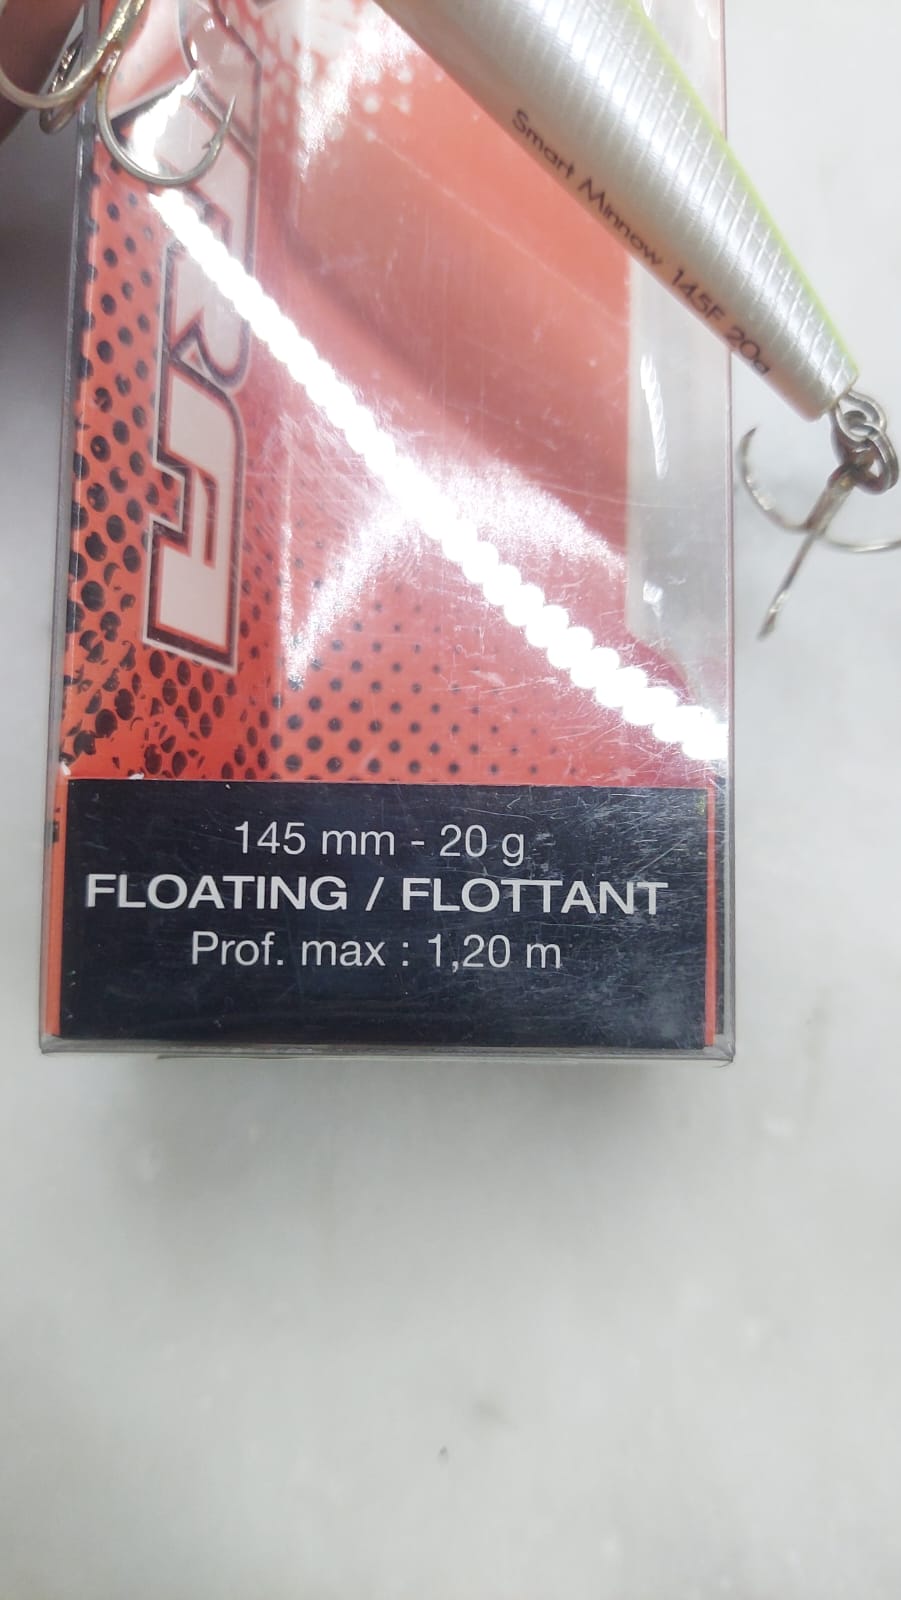 Smart Minnow 145F 20g
145 mm - 20 g
FLOATING / FLOTTANT
Prof. max : 1,20 m